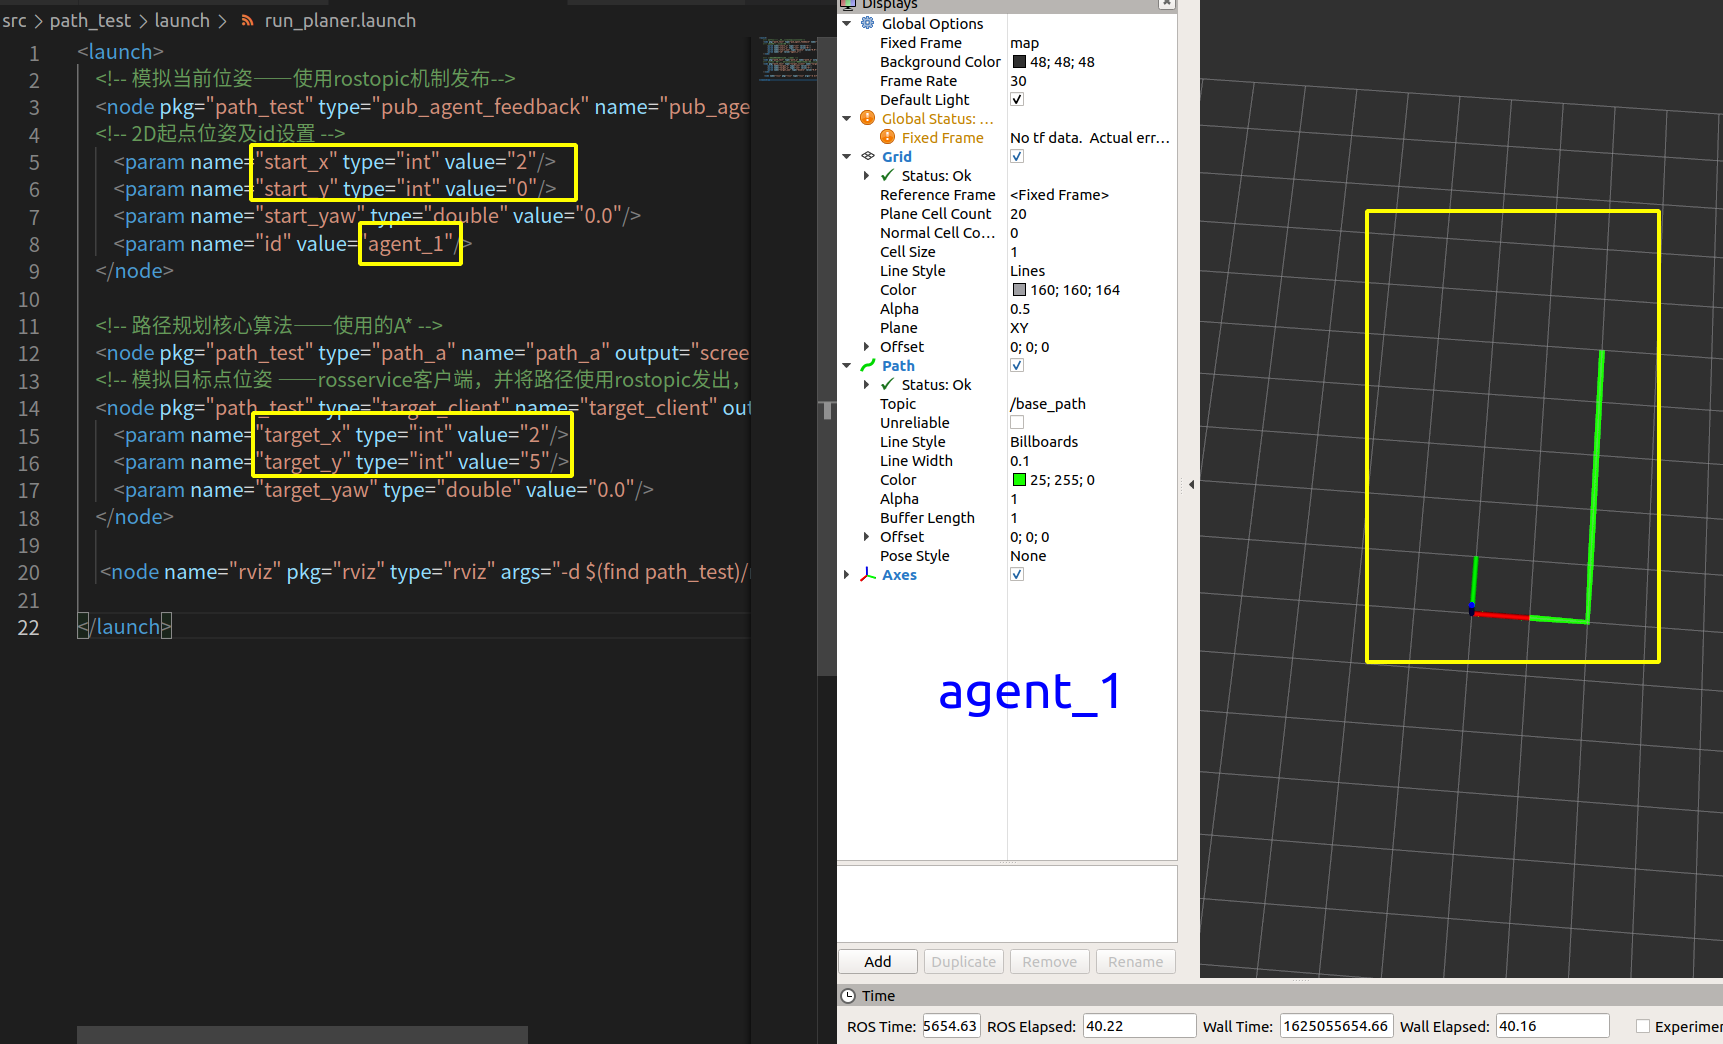 src > path_test > launch > run_planer.launch
1 <launch>
2 <!-- 模拟当前位姿——使用rostopic机制发布-->
3 <node pkg="path_test" type="pub_agent_feedback" name="pub_age
4 <!-- 2D起点位姿及id设置 -->
5 <param name="start_x" type="int" value="2"/>
6 <param name="start_y" type="int" value="0"/>
7 <param name="start_yaw" type="double" value="0.0"/>
8 <param name="id" value="agent_1"/>
9 </node>
10
11 <!-- 路径规划核心算法——使用的A* -->
12 <node pkg="path_test" type="path_a" name="path_a" output="scree
13 <!-- 模拟目标点位姿 ——rosservice客户端，并将路径使用rostopic发出，
14 <node pkg="path_test" type="target_client" name="target_client" out
15 <param name="target_x" type="int" value="2"/>
16 <param name="target_y" type="int" value="5"/>
17 <param name="target_yaw" type="double" value="0.0"/>
18 </node>
19
20 <node name="rviz" pkg="rviz" type="rviz" args="-d $(find path_test)/
21
22 </launch>
Displays
Global Options
Fixed Frame map
Background Color 48; 48; 48
Frame Rate 30
Default Light
Global Status: ...
Fixed Frame No tf data. Actual err...
Grid
Status: Ok
Reference Frame <Fixed Frame>
Plane Cell Count 20
Normal Cell Co... 0
Cell Size 1
Line Style Lines
Color 160; 160; 164
Alpha 0.5
Plane XY
Offset 0; 0; 0
Path
Status: Ok
Topic /base_path
Unreliable
Line Style Billboards
Line Width 0.1
Color 25; 255; 0
Alpha 1
Buffer Length 1
Offset 0; 0; 0
Pose Style None
Axes
agent_1
Add Duplicate Remove Rename
Time
ROS Time: 5654.63 ROS Elapsed: 40.22 Wall Time: 1625055654.66 Wall Elapsed: 40.16 Experimen